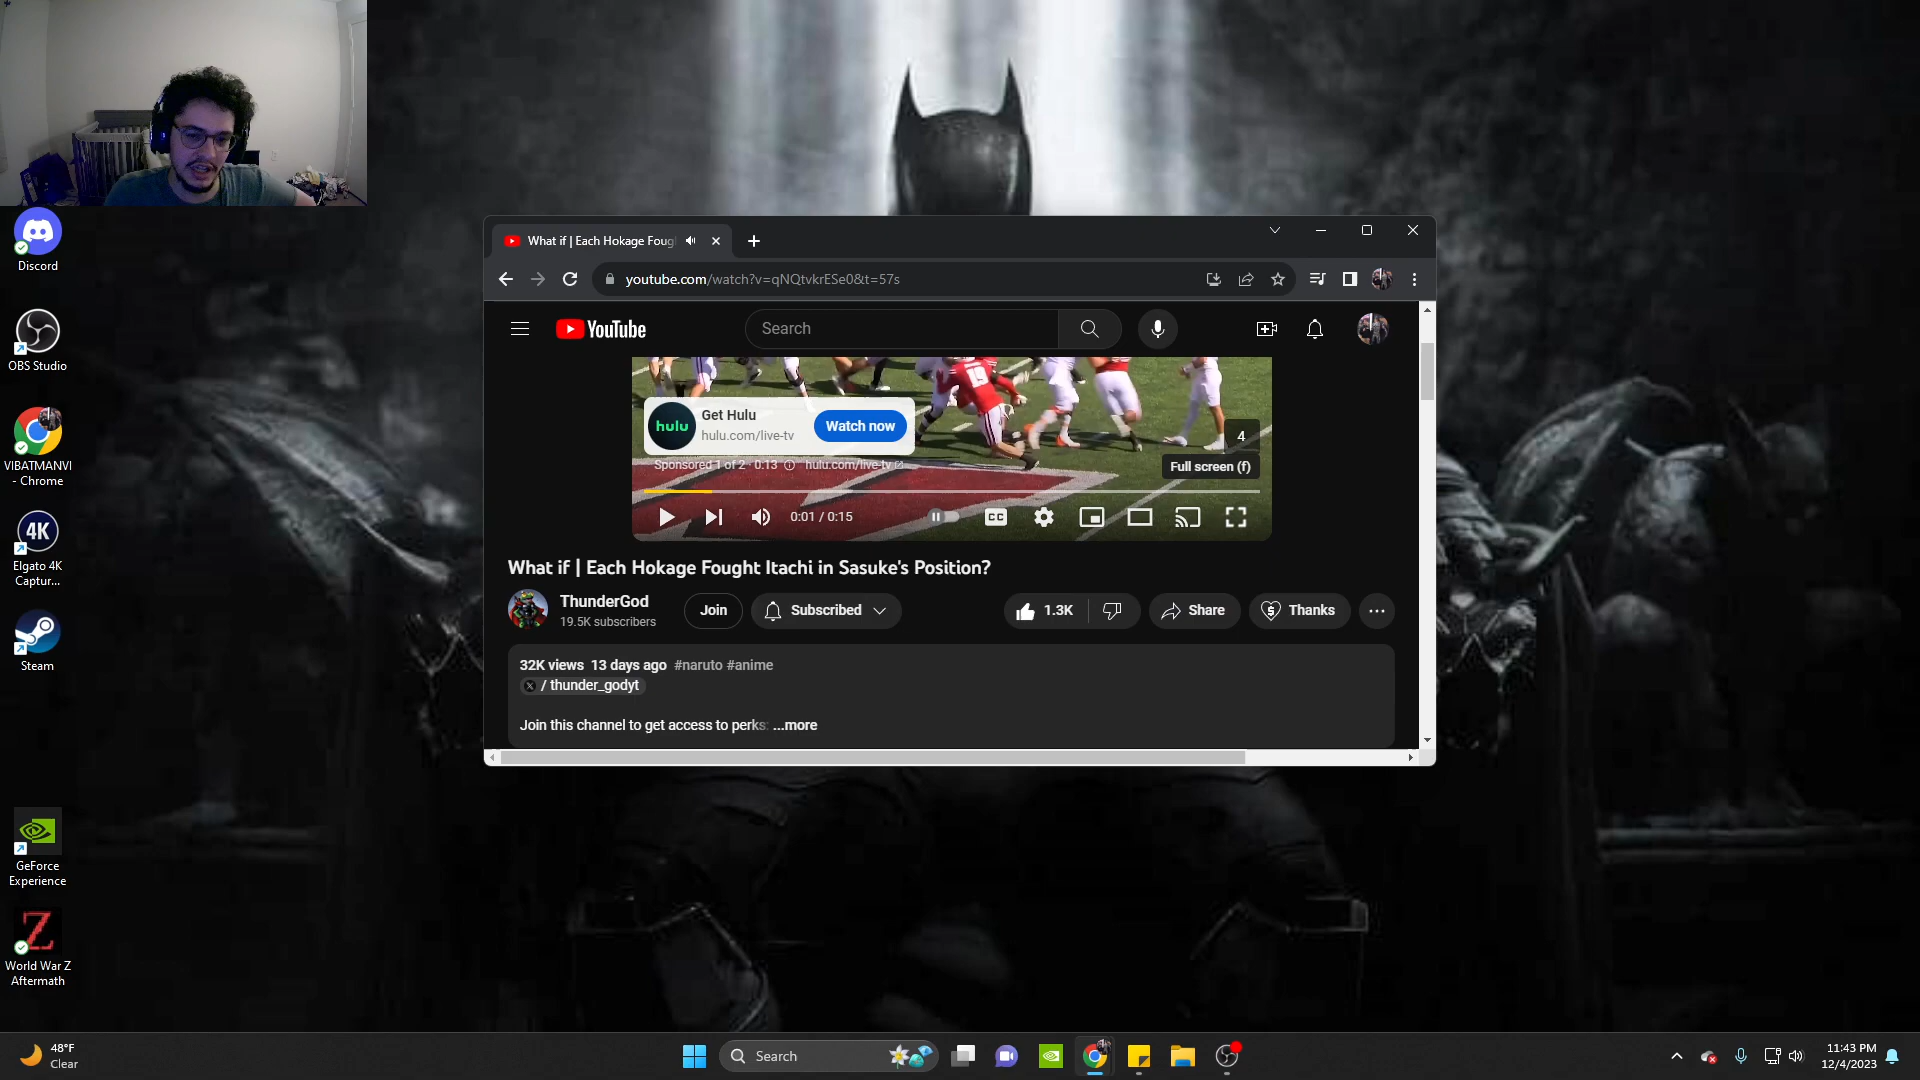 Discord
OBS Studio
VIBATMANVI
- Chrome
4K
Elgato 4K
Captur...
Steam
GeForce
Experience
Z
World War Z
Aftermath
What if | Each Hokage Foug
youtube.com/watch?v=qNQtvkrESe0&t=57s
YouTube
Search
19
hulu
Get Hulu
hulu.com/live-tv
Watch now
4
Sponsored 1 of 2 · 0:13
hulu.com/live-tv
Full screen (f)
0:01 / 0:15
CC
What if | Each Hokage Fought Itachi in Sasuke's Position?
ThunderGod
19.5K subscribers
Join
Subscribed
1.3K
Share
Thanks
32K views 13 days ago #naruto #anime
/ thunder_godyt
Join this channel to get access to perks: ...more
48°F
Clear
Search
11:43 PM
12/4/2023